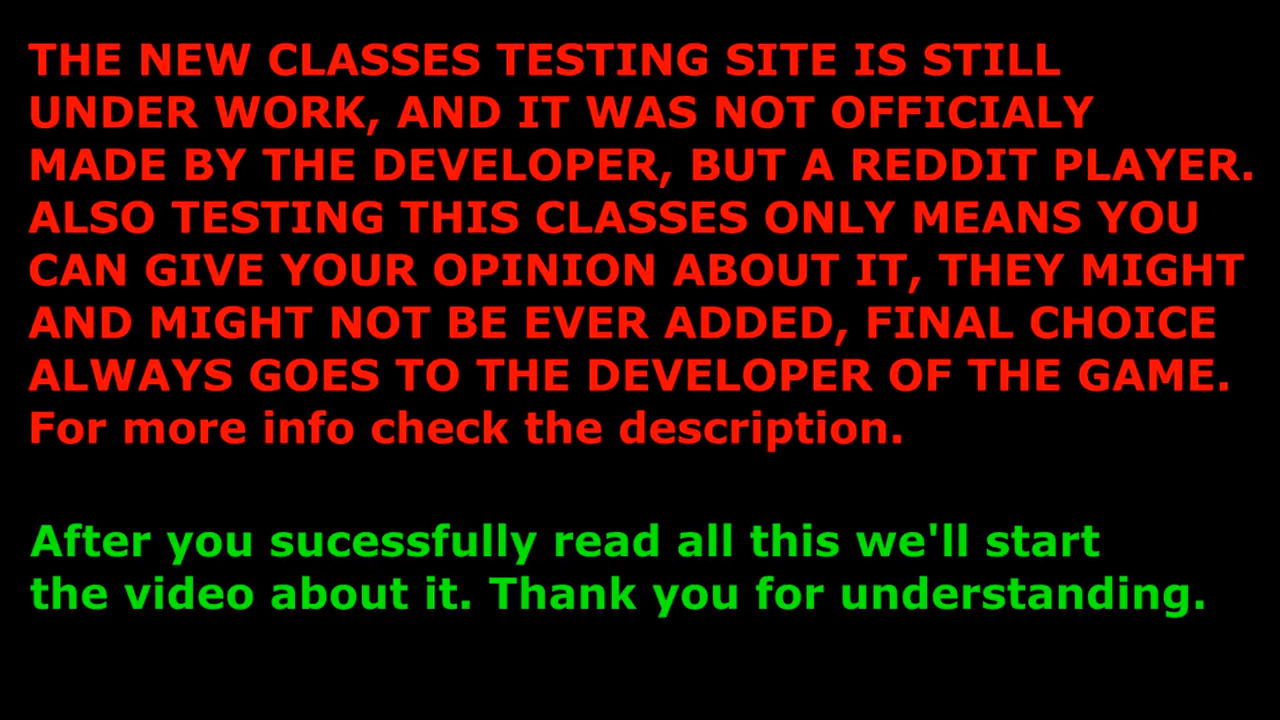 THE NEW CLASSES TESTING SITE IS STILL
UNDER WORK, AND IT WAS NOT OFFICIALY
MADE BY THE DEVELOPER, BUT A REDDIT PLAYER.
ALSO TESTING THIS CLASSES ONLY MEANS YOU
CAN GIVE YOUR OPINION ABOUT IT, THEY MIGHT
AND MIGHT NOT BE EVER ADDED, FINAL CHOICE
ALWAYS GOES TO THE DEVELOPER OF THE GAME.
For more info check the description.
After you sucessfully read all this we'll start
the video about it. Thank you for understanding.